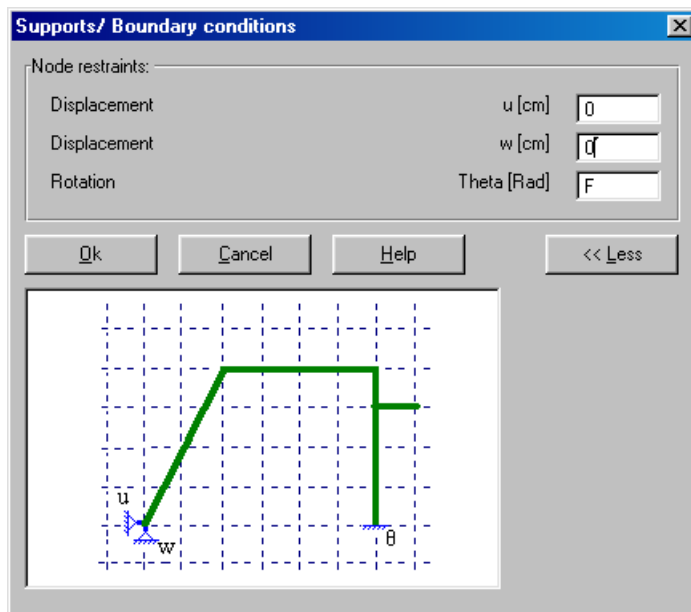 Supports/ Boundary conditions
Node restraints:
Displacement u [cm] 0
Displacement w [cm] 0
Rotation Theta [Rad] F
Ok Cancel Help << Less
u
w θ